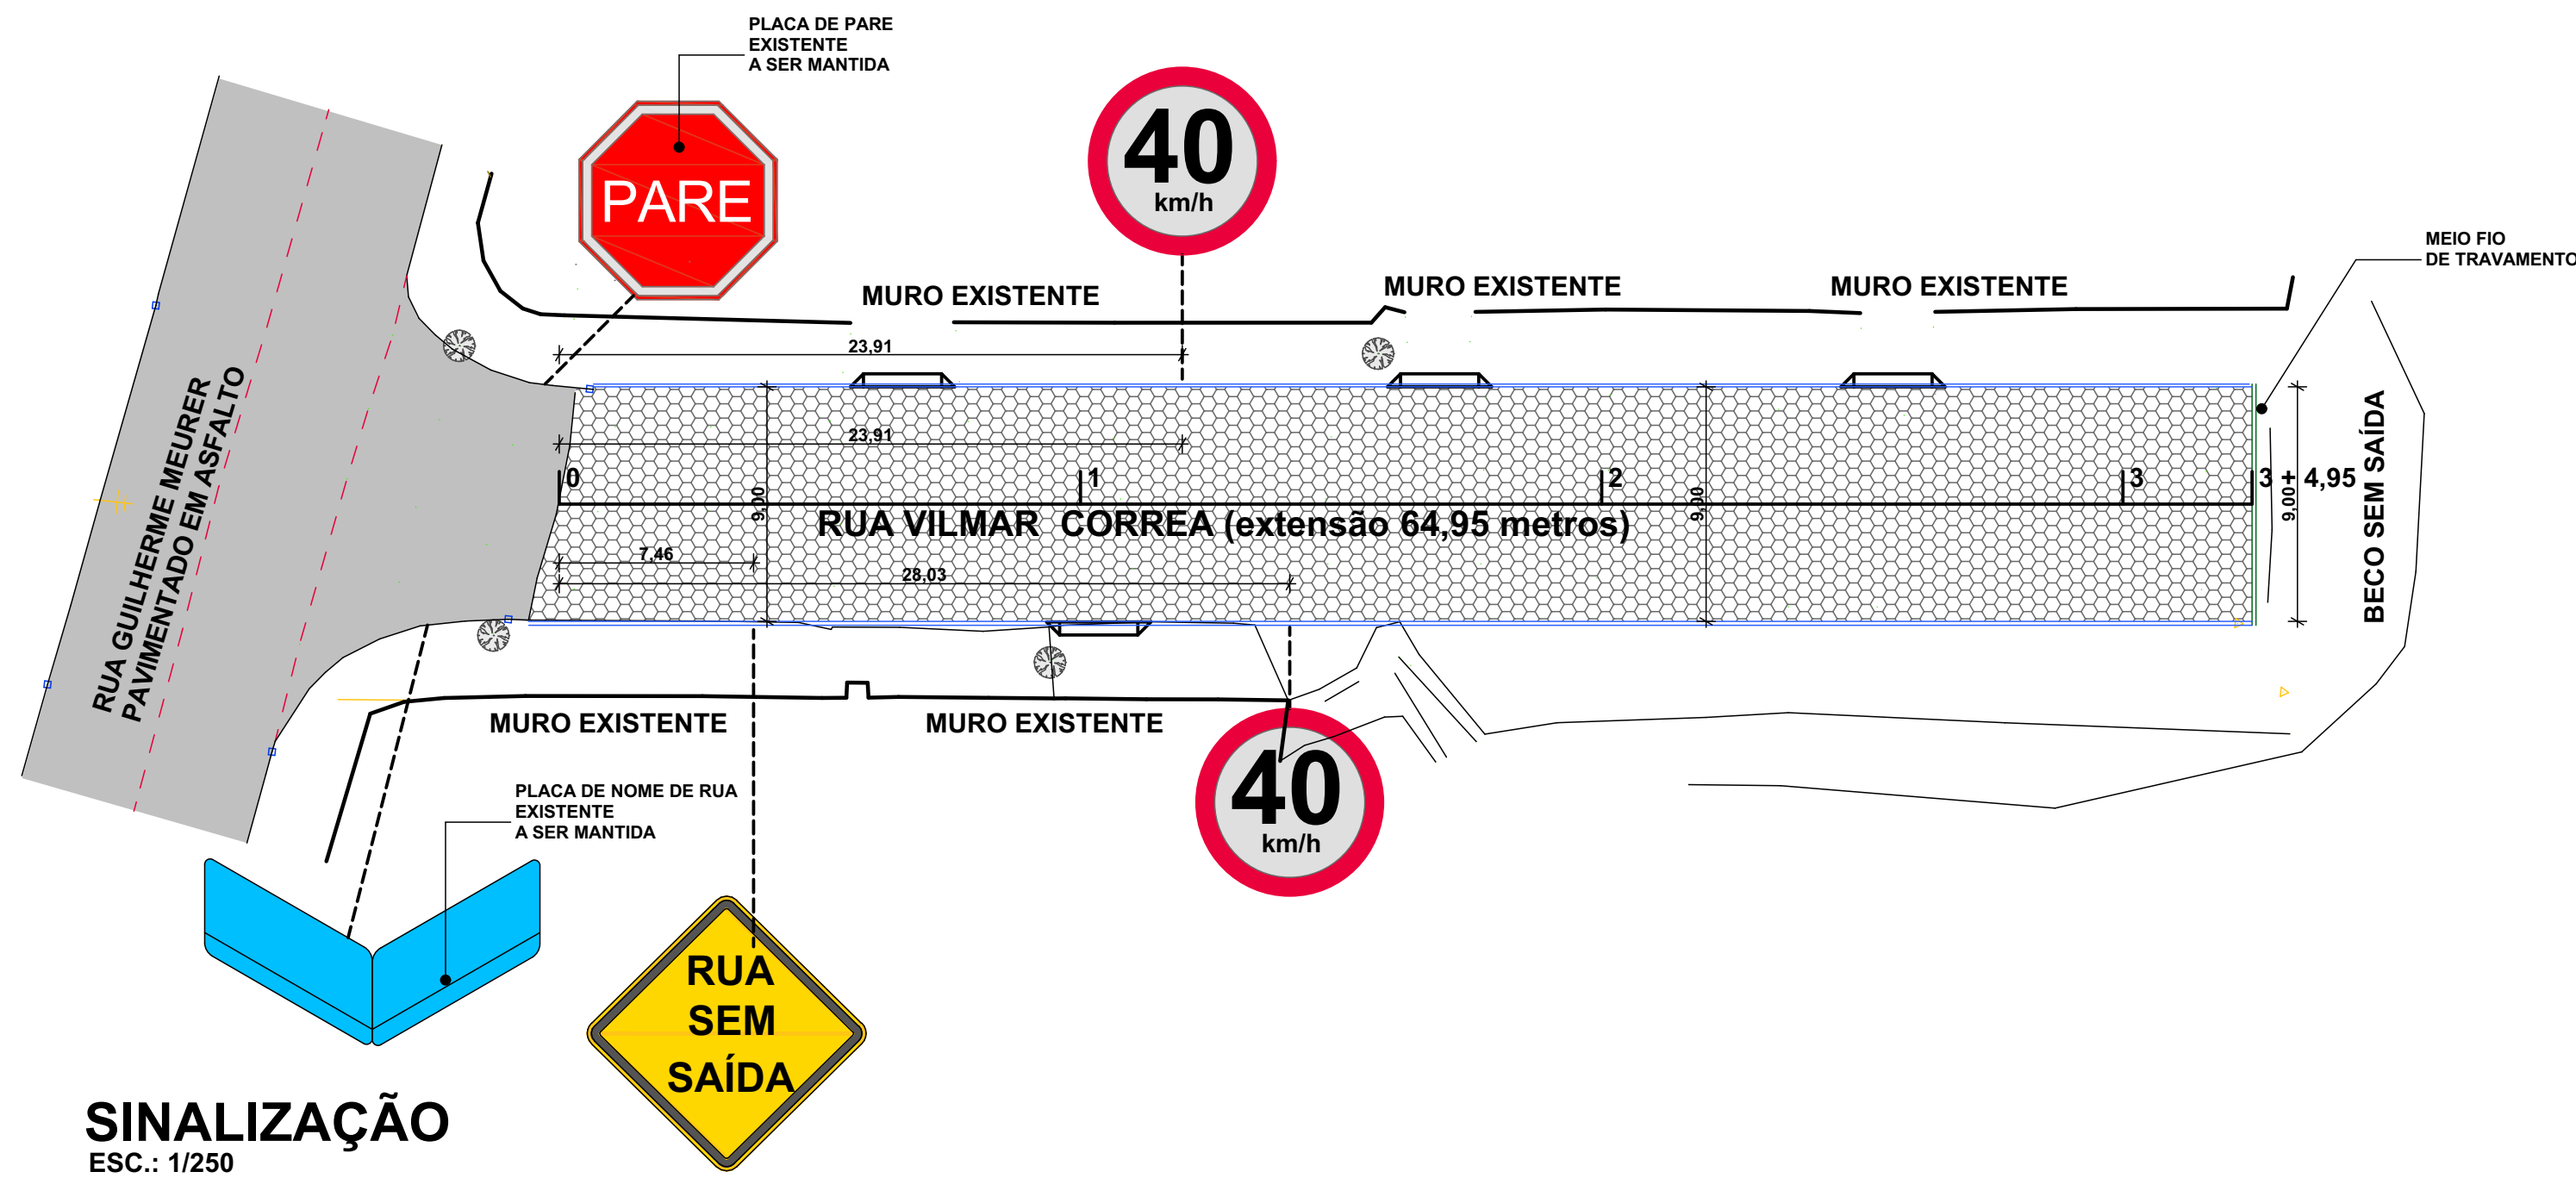 PLACA DE PARE
EXISTENTE
A SER MANTIDA
PARE
40
km/h
MEIO FIO
DE TRAVAMENTO
MURO EXISTENTE
MURO EXISTENTE
MURO EXISTENTE
23,91
RUA GUILHERME MEURER
PAVIMENTADO EM ASFALTO
23,91
0
1
2
3
3 + 4,95
9,00
9,00
9,00
BECO SEM SAÍDA
RUA VILMAR CORREA (extensão 64,95 metros)
7,46
28,03
MURO EXISTENTE
MURO EXISTENTE
40
km/h
PLACA DE NOME DE RUA
EXISTENTE
A SER MANTIDA
RUA
SEM
SAÍDA
SINALIZAÇÃO
ESC.: 1/250